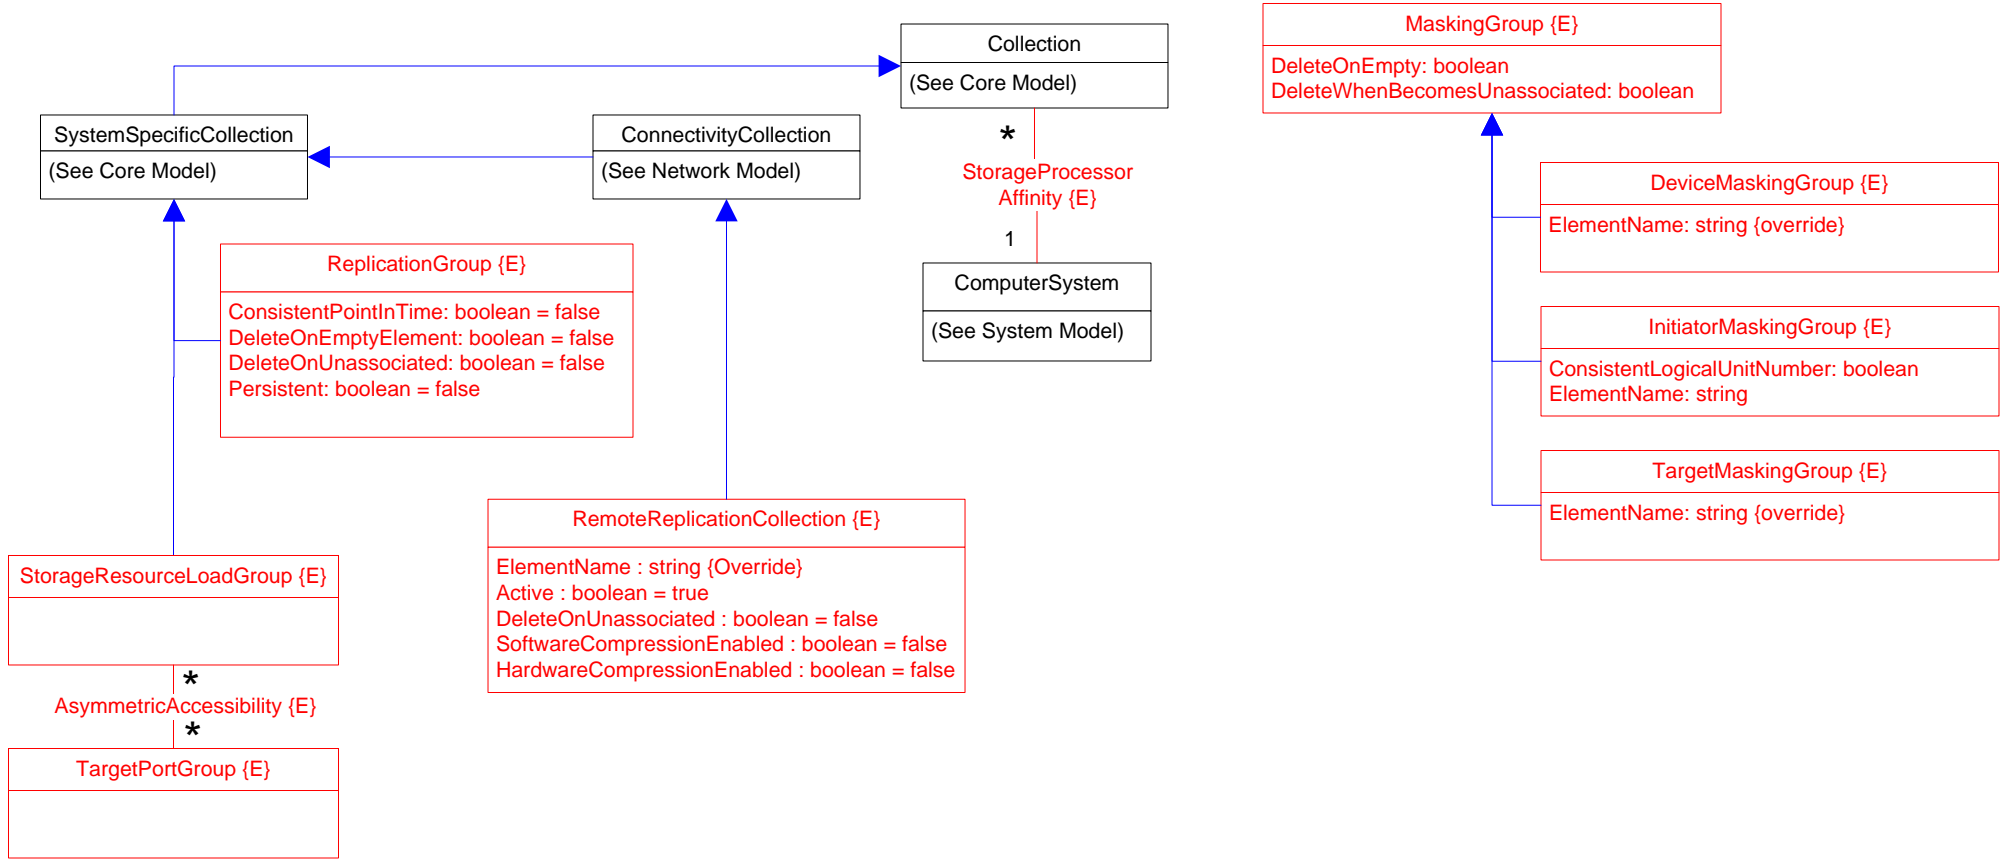 Collection
(See Core Model)
MaskingGroup {E}
DeleteOnEmpty: boolean
DeleteWhenBecomesUnassociated: boolean
SystemSpecificCollection
(See Core Model)
ConnectivityCollection
(See Network Model)
*
StorageProcessor
Affinity {E}
1
ComputerSystem
(See System Model)
DeviceMaskingGroup {E}
ElementName: string {override}
InitiatorMaskingGroup {E}
ConsistentLogicalUnitNumber: boolean
ElementName: string
TargetMaskingGroup {E}
ElementName: string {override}
ReplicationGroup {E}
ConsistentPointInTime: boolean = false
DeleteOnEmptyElement: boolean = false
DeleteOnUnassociated: boolean = false
Persistent: boolean = false
RemoteReplicationCollection {E}
ElementName : string {Override}
Active : boolean = true
DeleteOnUnassociated : boolean = false
SoftwareCompressionEnabled : boolean = false
HardwareCompressionEnabled : boolean = false
StorageResourceLoadGroup {E}
*
AsymmetricAccessibility {E}
*
TargetPortGroup {E}